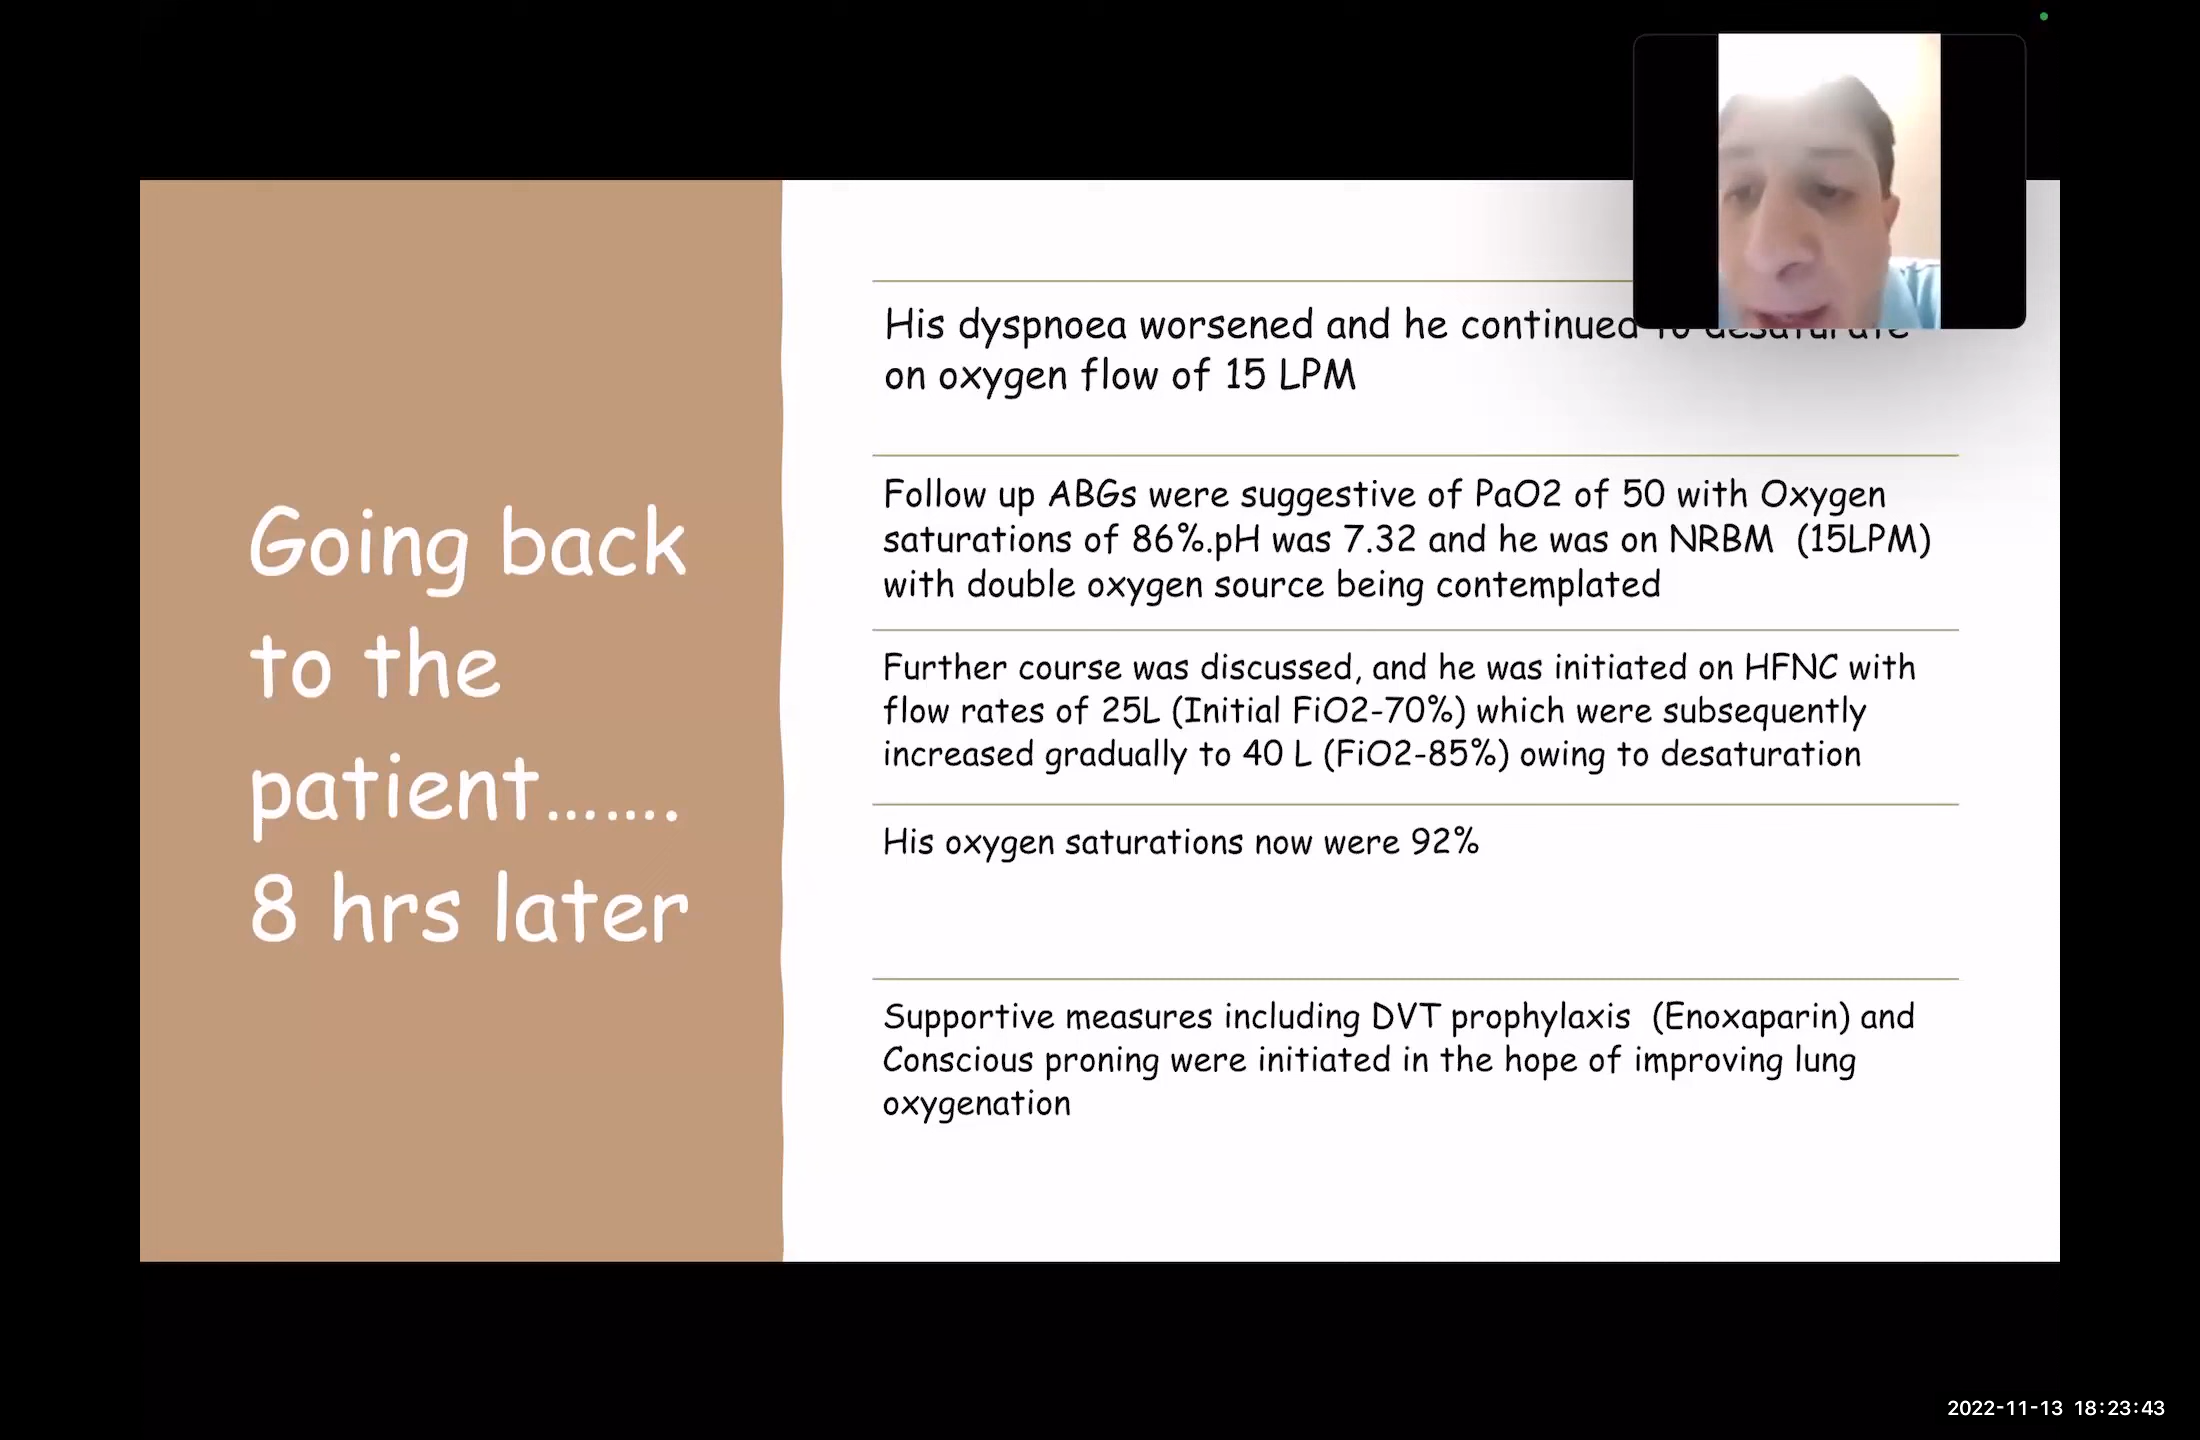 Going back
to the
patient.......
8 hrs later
His dyspnoea worsened and he continued to desaturate
on oxygen flow of 15 LPM
Follow up ABGs were suggestive of PaO2 of 50 with Oxygen
saturations of 86%.pH was 7.32 and he was on NRBM (15LPM)
with double oxygen source being contemplated
Further course was discussed, and he was initiated on HFNC with
flow rates of 25L (Initial FiO2-70%) which were subsequently
increased gradually to 40 L (FiO2-85%) owing to desaturation
His oxygen saturations now were 92%
Supportive measures including DVT prophylaxis (Enoxaparin) and
Conscious proning were initiated in the hope of improving lung
oxygenation
2022-11-13 18:23:43